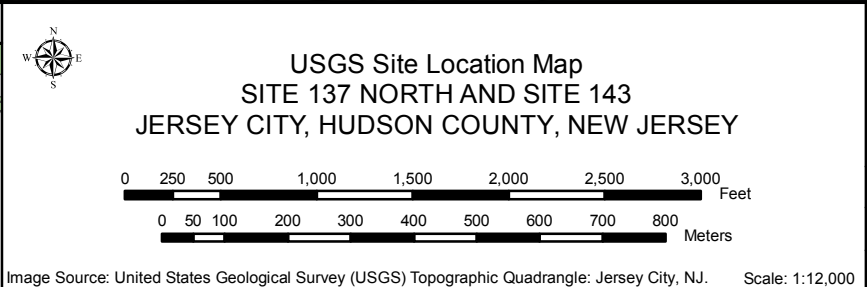 N
W E
S
USGS Site Location Map
SITE 137 NORTH AND SITE 143
JERSEY CITY, HUDSON COUNTY, NEW JERSEY
0 250 500 1,000 1,500 2,000 2,500 3,000
Feet
0 50 100 200 300 400 500 600 700 800
Meters
Image Source: United States Geological Survey (USGS) Topographic Quadrangle: Jersey City, NJ. Scale: 1:12,000